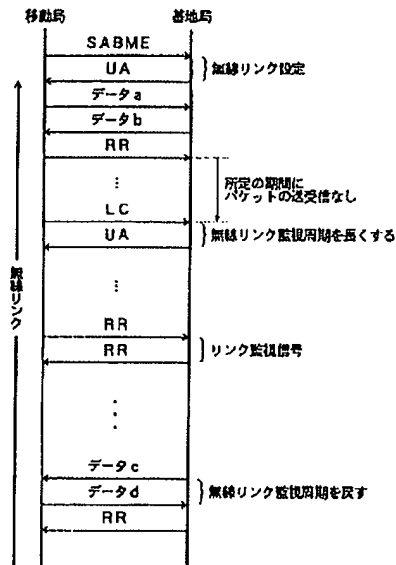 移動局 基地局
SABME
UA
無線リンク設定
データa
データb
RR
所定の期間に
パケットの送受信なし
LC
UA
無線リンク監視周期を長くする
無線リンク
RR
RR
リンク監視信号
データc
データd
無線リンク監視周期を戻す
RR